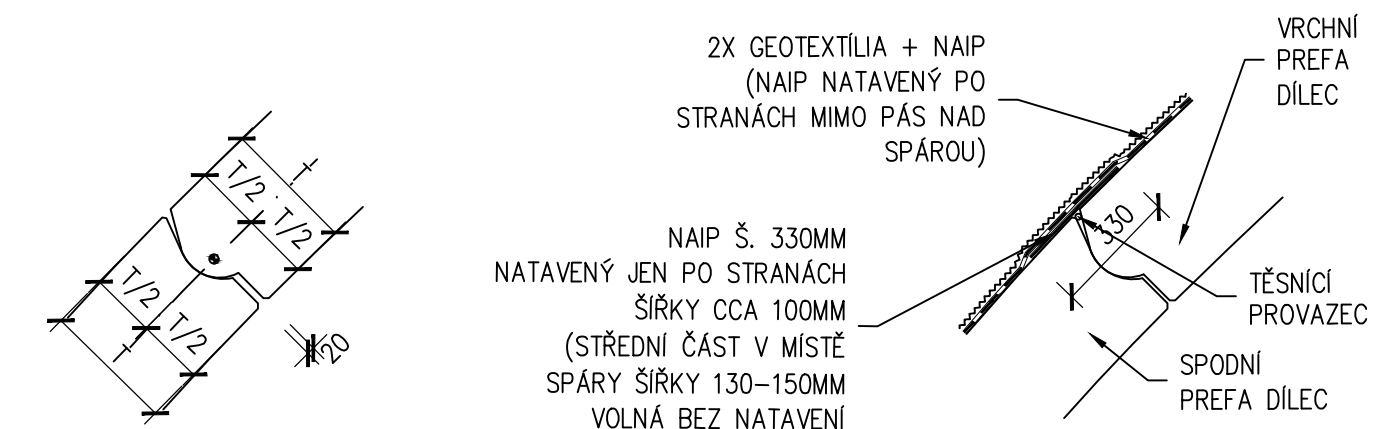 T/2
T/2
T
T/2
T/2
T
20
2X GEOTEXTÍLIA + NAIP
(NAIP NATAVENÝ PO
STRANÁCH MIMO PÁS NAD
SPÁROU)
NAIP Š. 330MM
NATAVENÝ JEN PO STRANÁCH
ŠÍŘKY CCA 100MM
(STŘEDNÍ ČÁST V MÍSTĚ
SPÁRY ŠÍŘKY 130-150MM
VOLNÁ BEZ NATAVENÍ
330
VRCHNÍ
PREFA
DÍLEC
TĚSNÍCÍ
PROVAZEC
SPODNÍ
PREFA DÍLEC